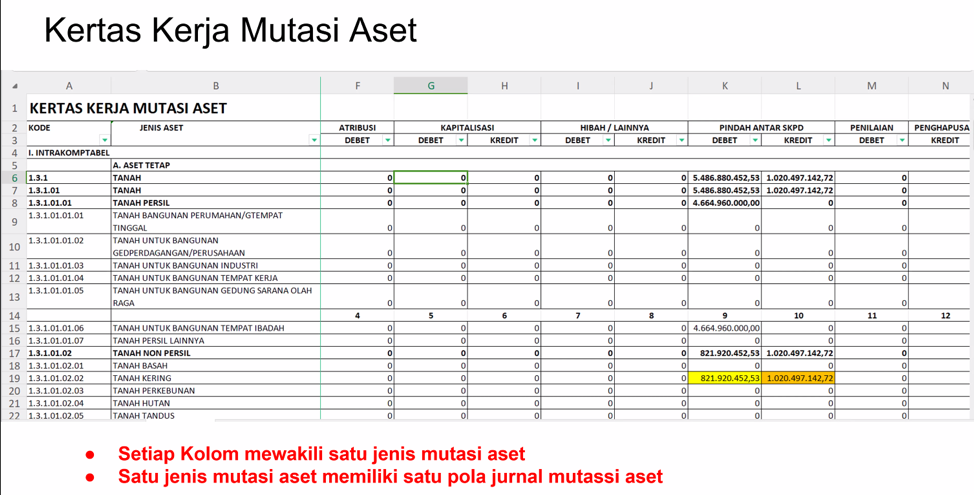 Kertas Kerja Mutasi Aset
A B F G H I J K L M N
1 KERTAS KERJA MUTASI ASET
2 KODE JENIS ASET ATRIBUSI KAPITALISASI HIBAH / LAINNYA PINDAH ANTAR SKPD PENILAIAN PENGHAPUSA
3 DEBET DEBET KREDIT DEBET KREDIT DEBET KREDIT DEBET KREDIT
4 I. INTRAKOMPTABEL
5 A. ASET TETAP
6 1.3.1 TANAH 0 0 0 0 0 5.486.880.452,53 1.020.497.142,72 0
7 1.3.1.01 TANAH 0 0 0 0 0 5.486.880.452,53 1.020.497.142,72 0
8 1.3.1.01.01 TANAH PERSIL 0 0 0 0 0 4.664.960.000,00 0 0
9 1.3.1.01.01.01 TANAH BANGUNAN PERUMAHAN/GTEMPAT
TINGGAL 0 0 0 0 0 0 0 0
10 1.3.1.01.01.02 TANAH UNTUK BANGUNAN
GEDPERDAGANGAN/PERUSAHAAN 0 0 0 0 0 0 0 0
11 1.3.1.01.01.03 TANAH UNTUK BANGUNAN INDUSTRI 0 0 0 0 0 0 0 0
12 1.3.1.01.01.04 TANAH UNTUK BANGUNAN TEMPAT KERJA 0 0 0 0 0 0 0 0
13 1.3.1.01.01.05 TANAH UNTUK BANGUNAN GEDUNG SARANA OLAH
RAGA 0 0 0 0 0 0 0 0
14 4 5 6 7 8 9 10 11 12
15 1.3.1.01.01.06 TANAH UNTUK BANGUNAN TEMPAT IBADAH 0 0 0 0 0 4.664.960.000,00 0 0
16 1.3.1.01.01.07 TANAH PERSIL LAINNYA 0 0 0 0 0 0 0 0
17 1.3.1.01.02 TANAH NON PERSIL 0 0 0 0 0 821.920.452,53 1.020.497.142,72 0
18 1.3.1.01.02.01 TANAH BASAH 0 0 0 0 0 0 0 0
19 1.3.1.01.02.02 TANAH KERING 0 0 0 0 0 821.920.452,53 1.020.497.142,72 0
20 1.3.1.01.02.03 TANAH PERKEBUNAN 0 0 0 0 0 0 0 0
21 1.3.1.01.02.04 TANAH HUTAN 0 0 0 0 0 0 0 0
22 1.3.1.01.02.05 TANAH TANDUS 0 0 0 0 0 0 0 0
● Setiap Kolom mewakili satu jenis mutasi aset
● Satu jenis mutasi aset memiliki satu pola jurnal mutassi aset